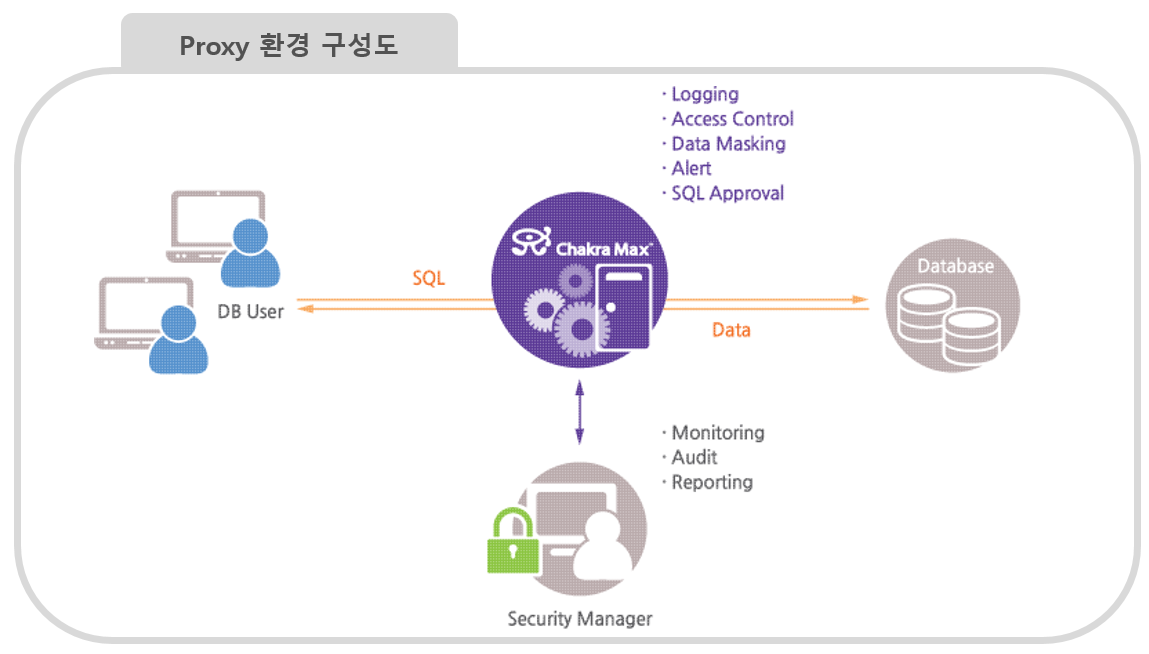 Proxy 환경 구성도
· Logging
· Access Control
· Data Masking
· Alert
· SQL Approval
Chakra Max™
Database
SQL
DB User
Data
· Monitoring
· Audit
· Reporting
Security Manager